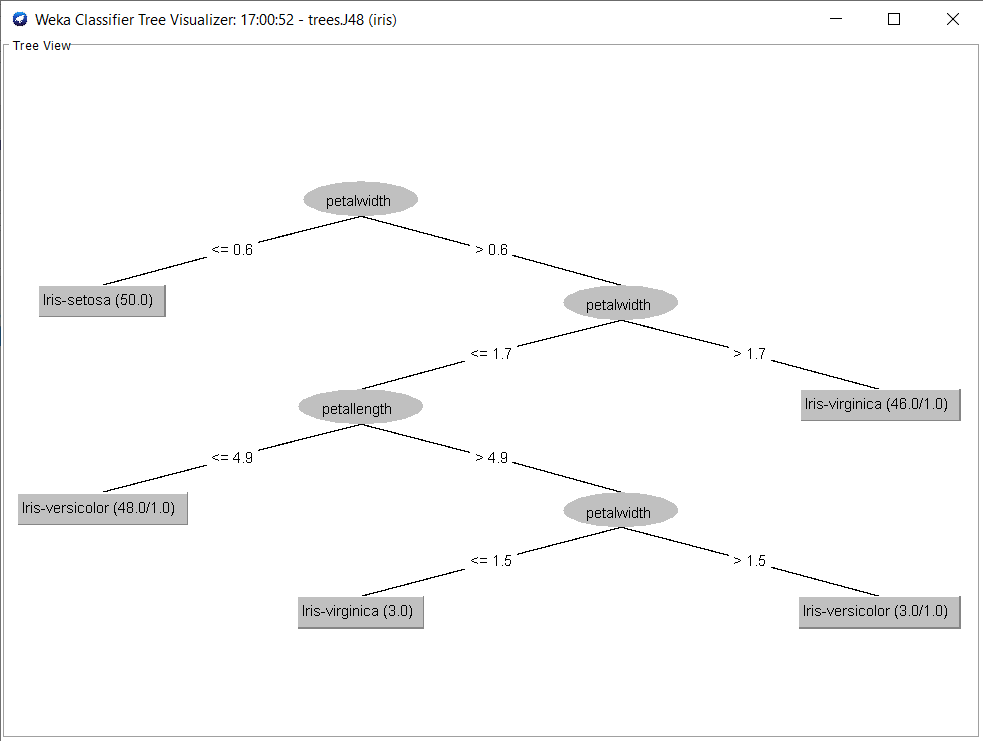 Weka Classifier Tree Visualizer: 17:00:52 - trees.J48 (iris)
Tree View
petalwidth
<= 0.6
> 0.6
Iris-setosa (50.0)
petalwidth
<= 1.7
> 1.7
petallength
Iris-virginica (46.0/1.0)
<= 4.9
> 4.9
Iris-versicolor (48.0/1.0)
petalwidth
<= 1.5
> 1.5
Iris-virginica (3.0)
Iris-versicolor (3.0/1.0)